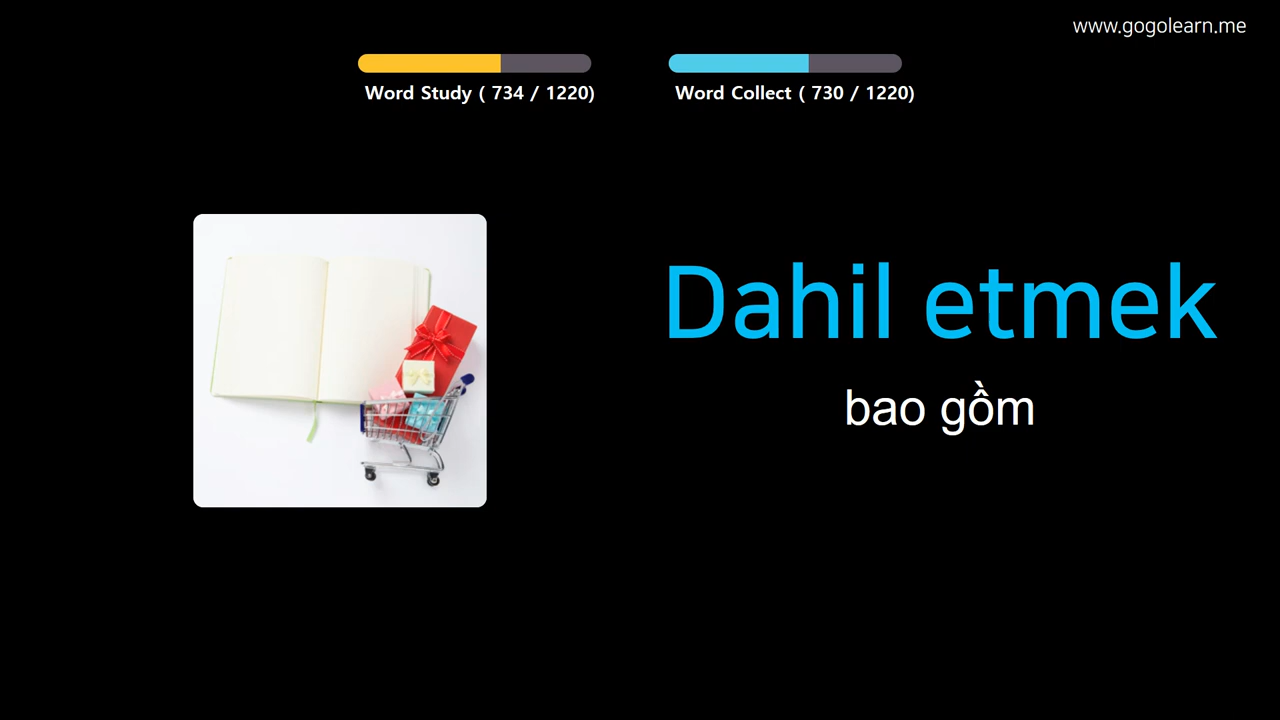 www.gogolearn.me
Word Study ( 734 / 1220)
Word Collect ( 730 / 1220)
Dahil etmek
bao gồm